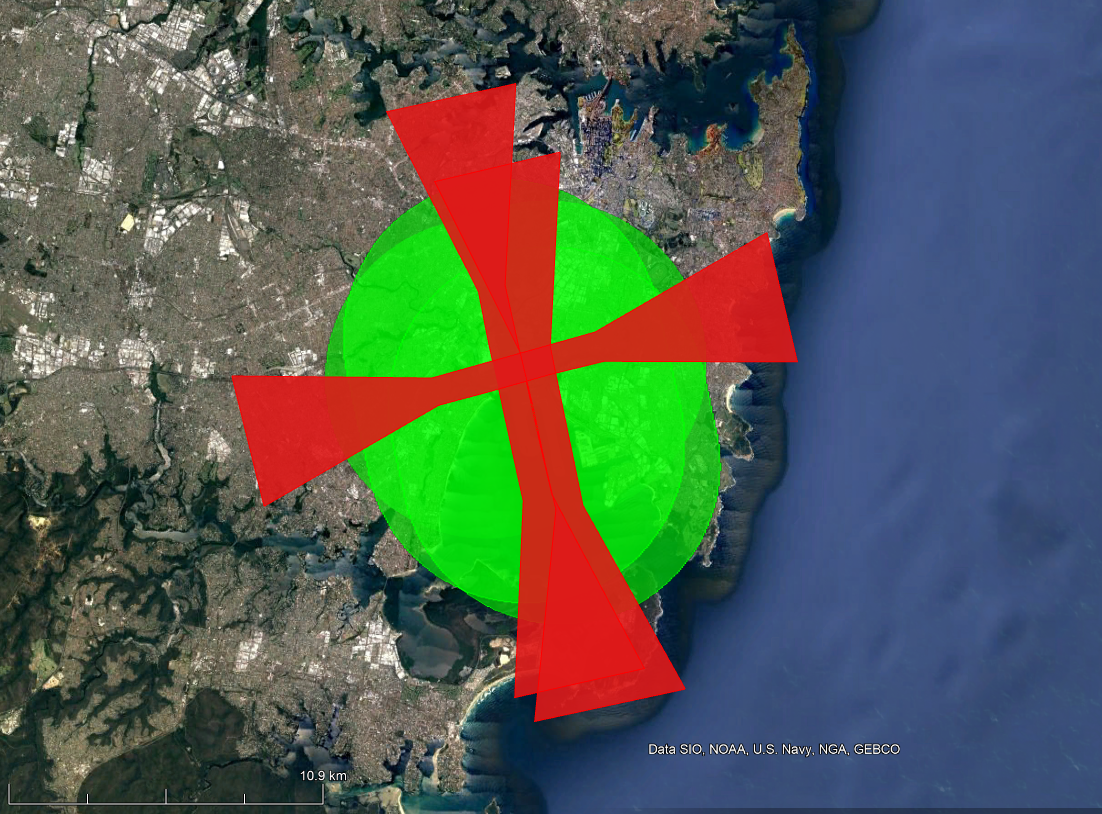 Data SIO, NOAA, U.S. Navy, NGA, GEBCO
10.9 km